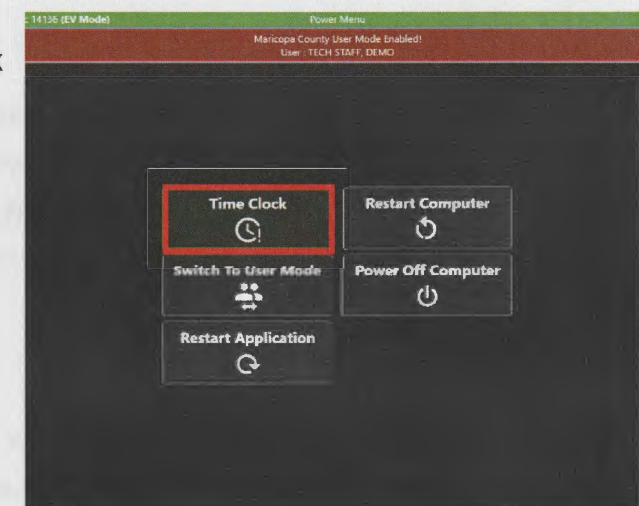 14136 (EV Mode) Power Menu
Maricopa County User Mode Enabled!
User : TECH STAFF, DEMO
Time Clock Restart Computer
Switch To User Mode Power Off Computer
Restart Application